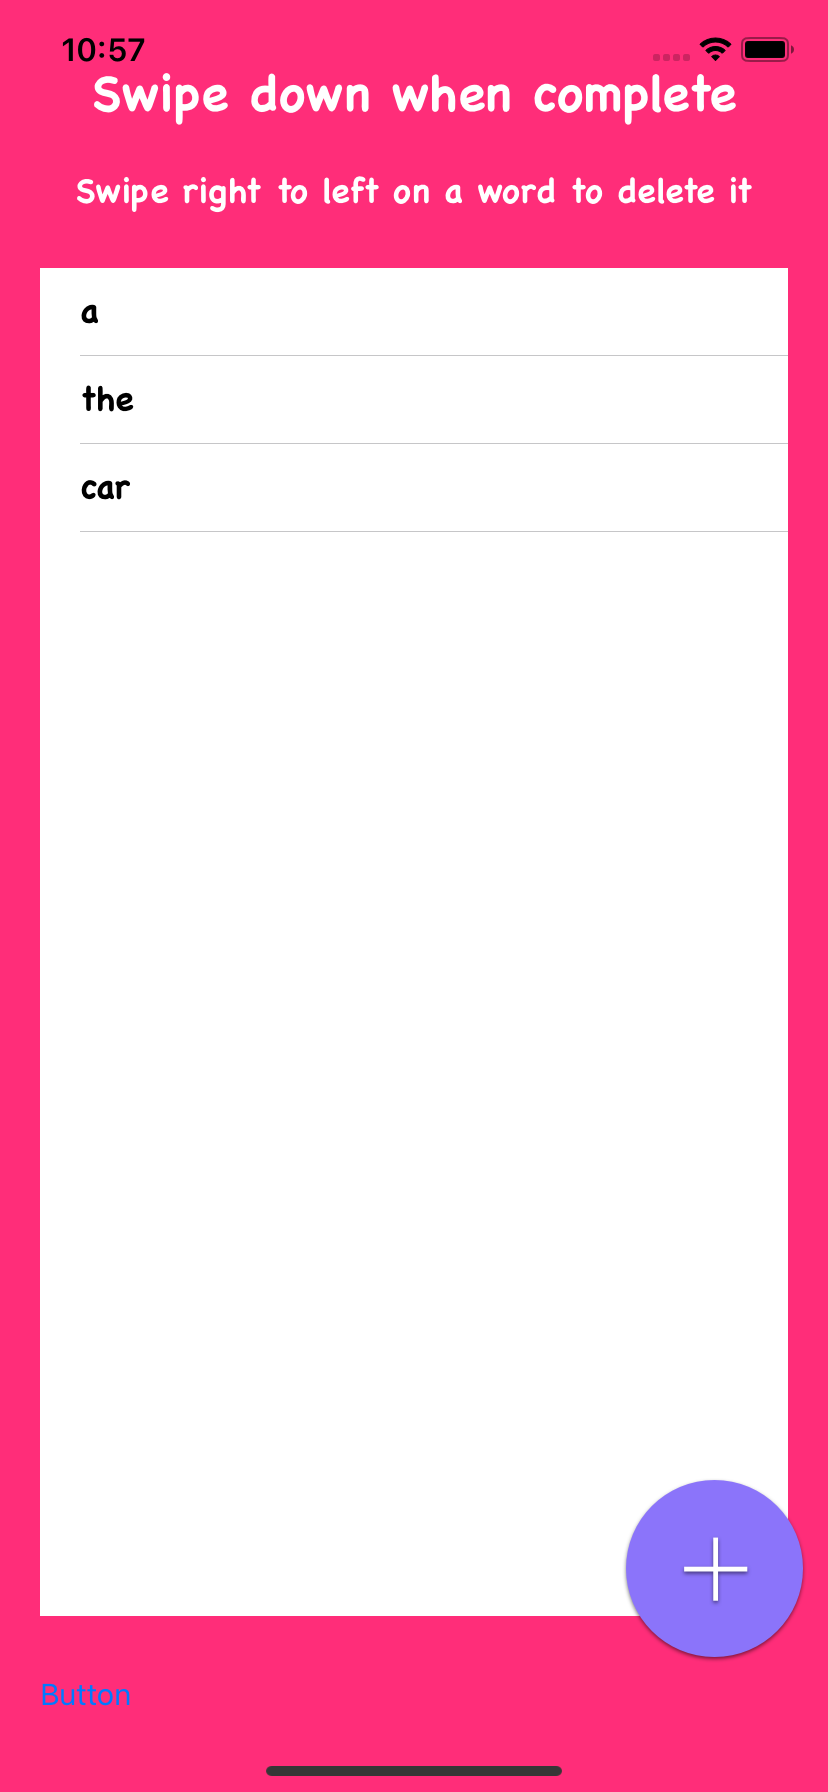 10:57
Swipe down when complete
Swipe right to left on a word to delete it
a
the
car
Button